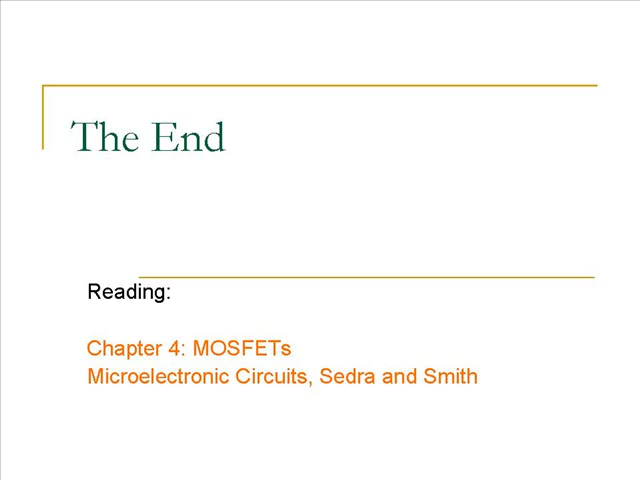 The End
Reading:
Chapter 4: MOSFETs
Microelectronic Circuits, Sedra and Smith